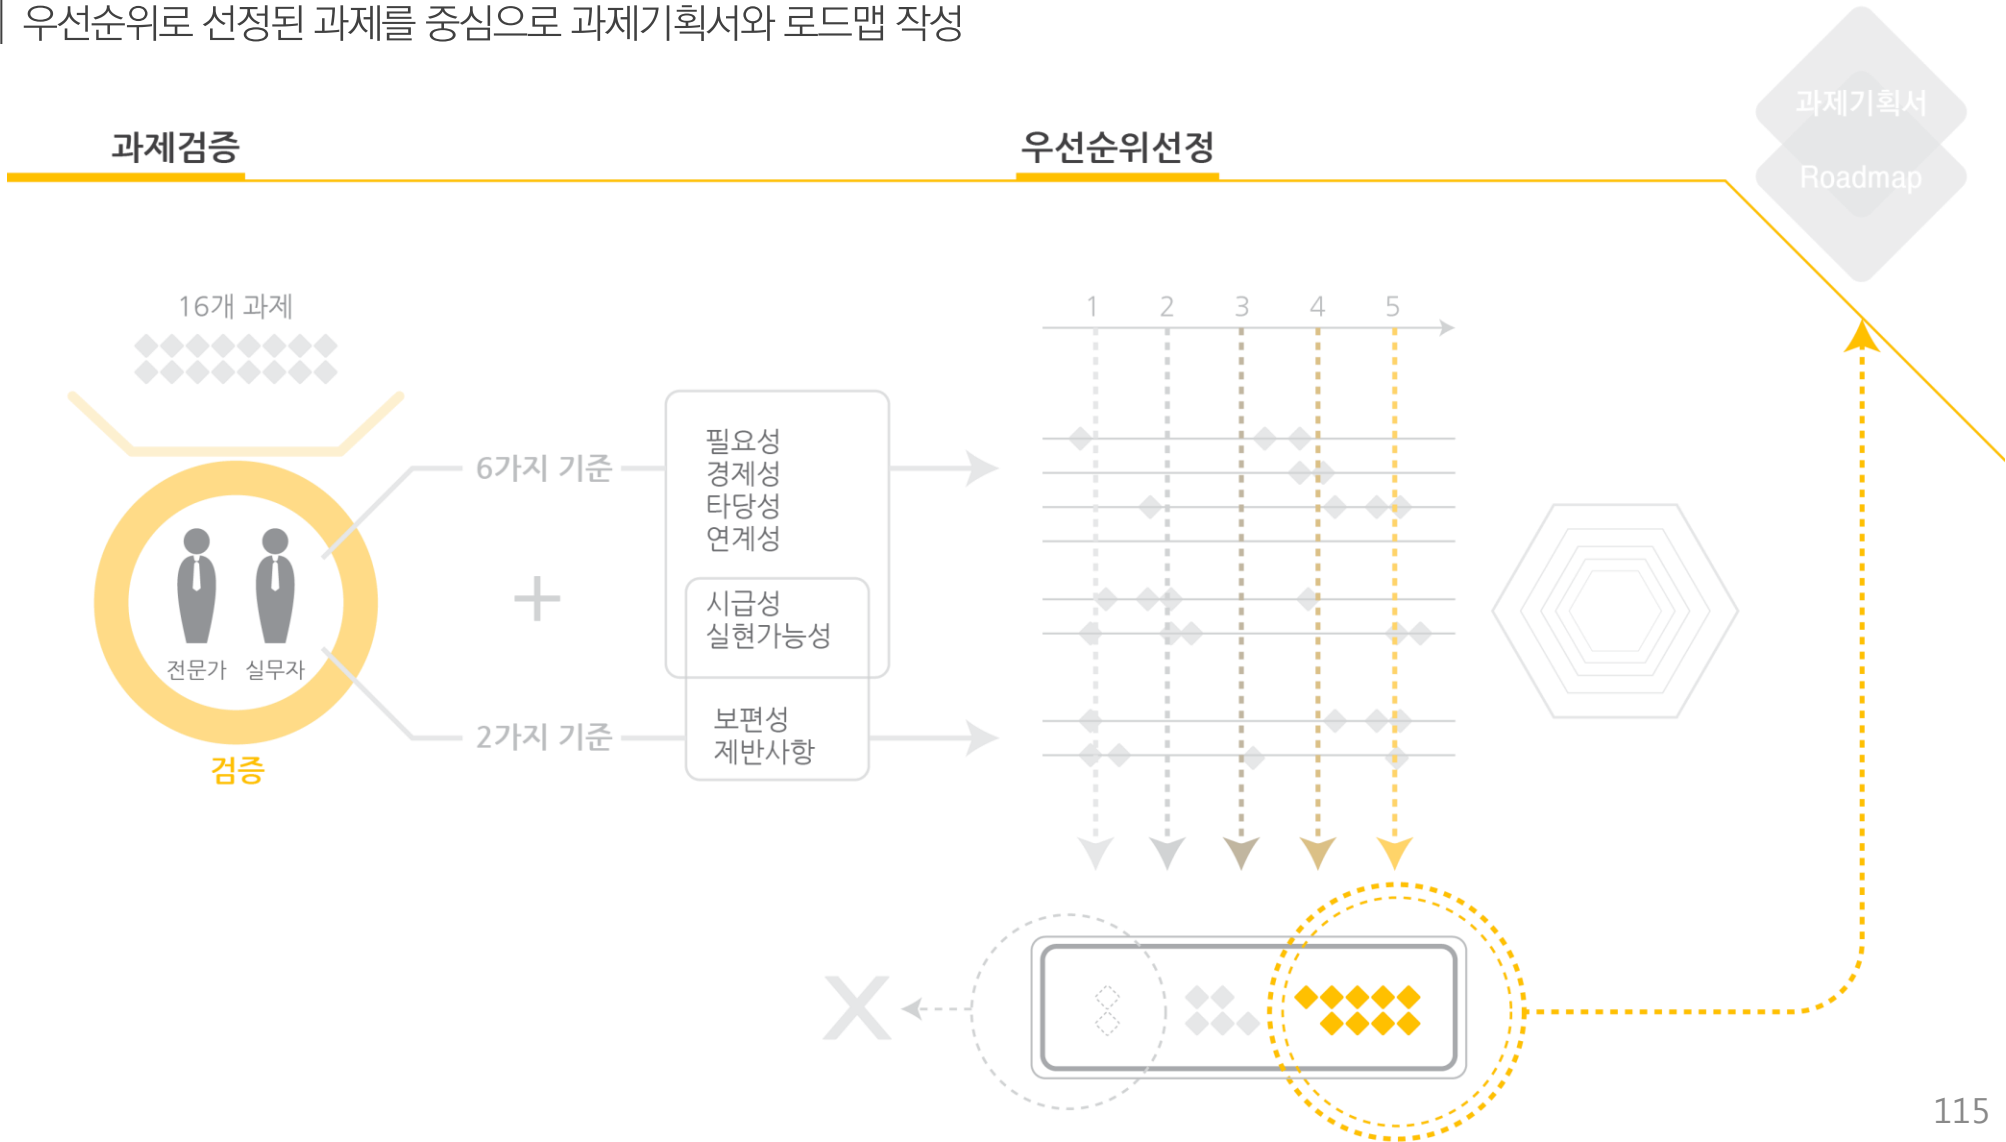 우선순위로 선정된 과제를 중심으로 과제기획서와 로드맵 작성
과제검증
우선순위선정
과제기획서
Roadmap
16개 과제
6가지 기준
필요성
경제성
타당성
연계성
시급성
실현가능성
전문가 실무자
검증
2가지 기준
보편성
제반사항
1 2 3 4 5
X
115